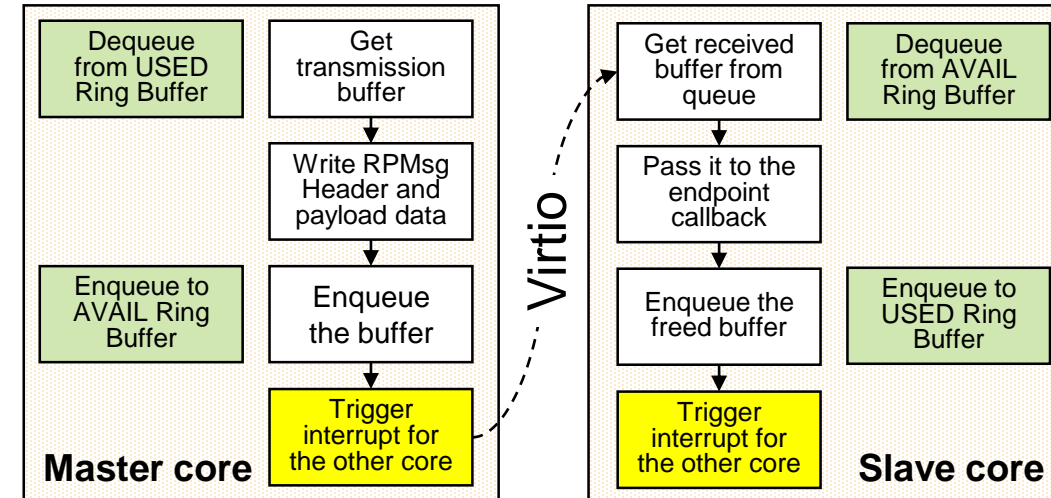 Dequeue
from USED
Ring Buffer
Get
transmission
buffer
Write RPMsg
Header and
payload data
Enqueue to
AVAIL Ring
Buffer
Enqueue
the buffer
Trigger
interrupt for
the other core
Master core
Virtio
Get received
buffer from
queue
Dequeue
from AVAIL
Ring Buffer
Pass it to the
endpoint
callback
Enqueue the
freed buffer
Enqueue to
USED Ring
Buffer
Trigger
interrupt for
the other core
Slave core